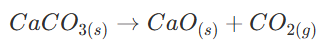 CaCO₃₍ₛ₎ → CaO₍ₛ₎ + CO₂₍g₎